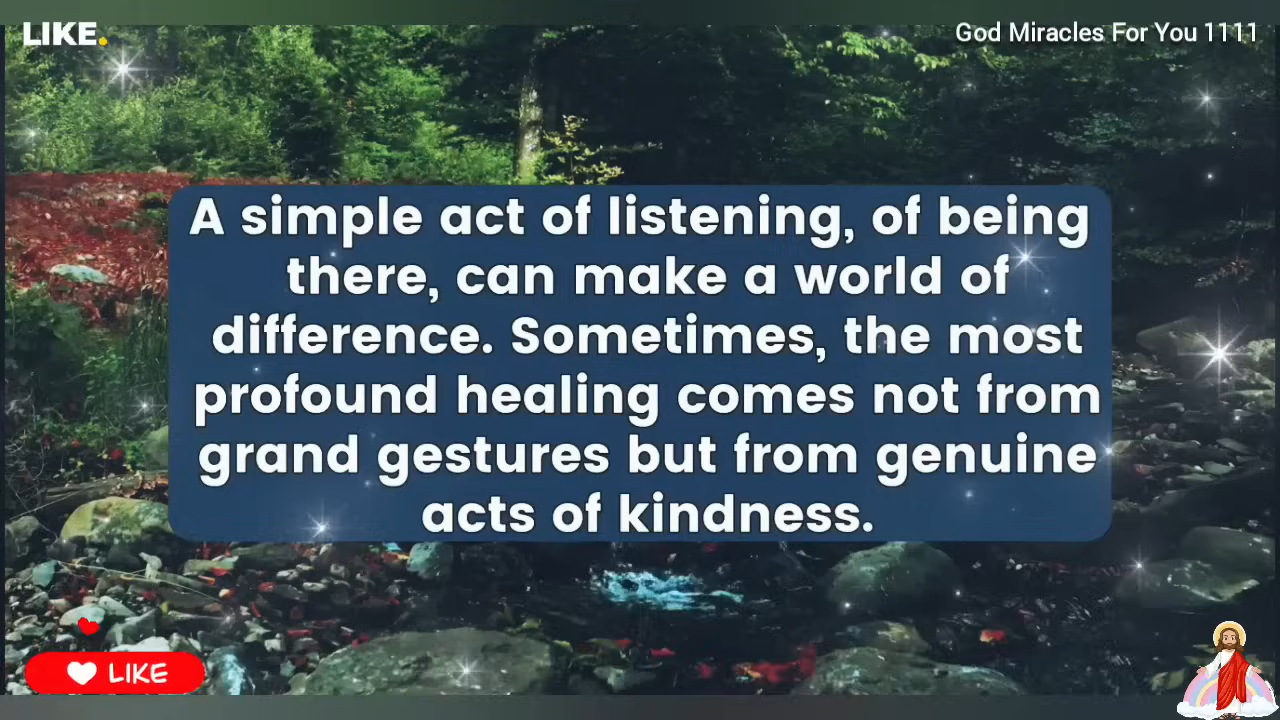 LIKE.
God Miracles For You 1111
A simple act of listening, of being
there, can make a world of
difference. Sometimes, the most
profound healing comes not from
grand gestures but from genuine
acts of kindness.
LIKE